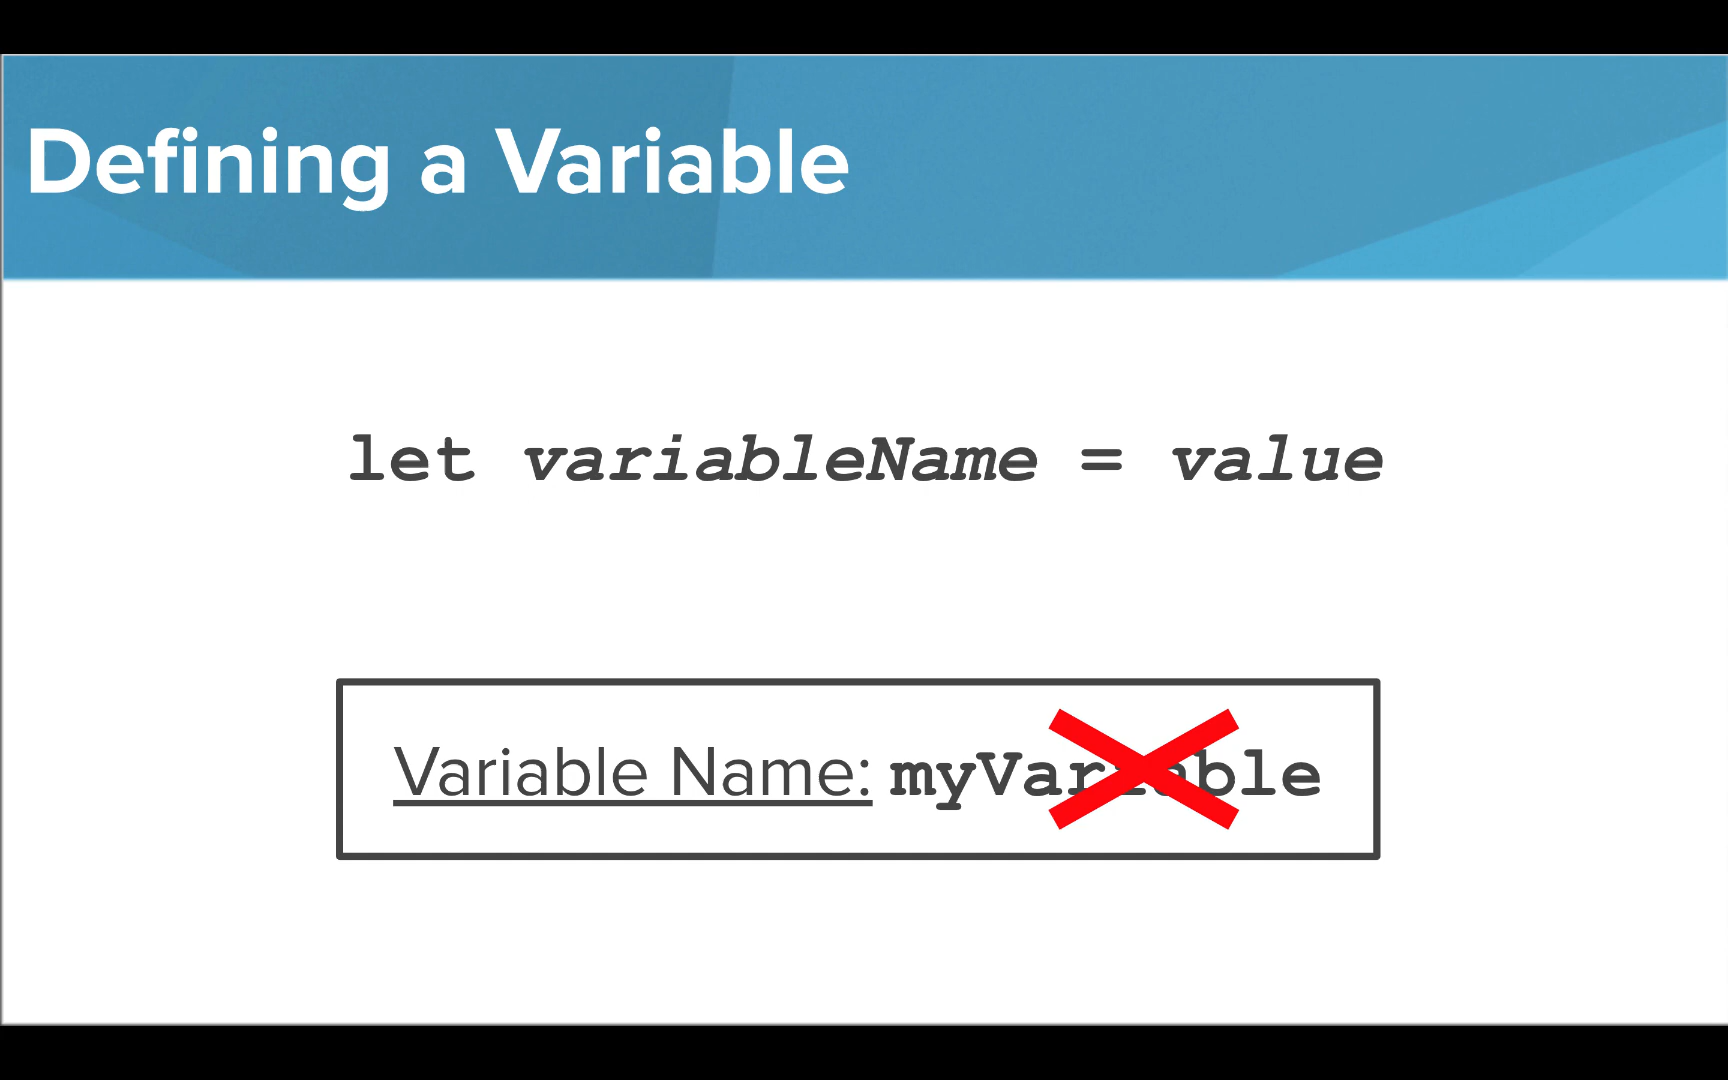 Defining a Variable
let variableName = value
Variable Name: myVariable